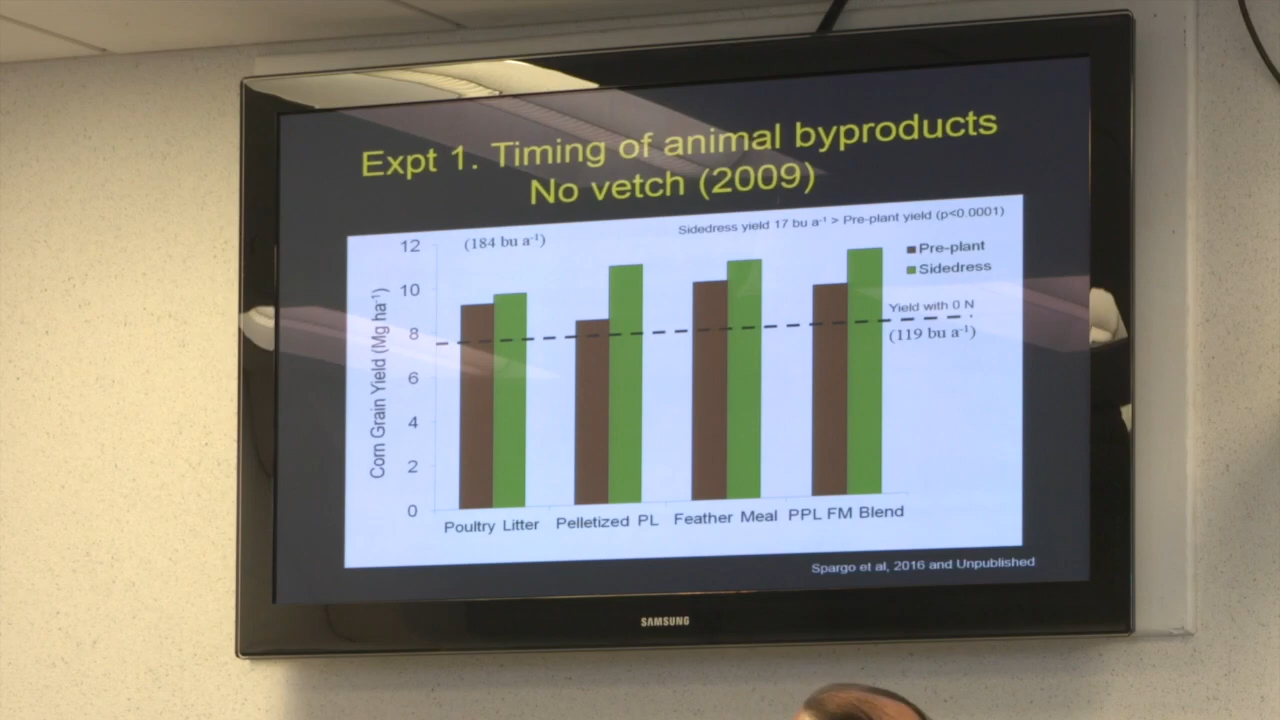 Expt 1. Timing of animal byproducts
No vetch (2009)
Sidedress yield 17 bu a⁻¹ > Pre-plant yield (p<0.0001)
(184 bu a⁻¹)
Pre-plant
Sidedress
Yield with 0 N
(119 bu a⁻¹)
Corn Grain Yield (Mg ha⁻¹)
12
10
8
6
4
2
0
Poultry Litter Pelletized PL Feather Meal PPL FM Blend
Spargo et al, 2016 and Unpublished
SAMSUNG